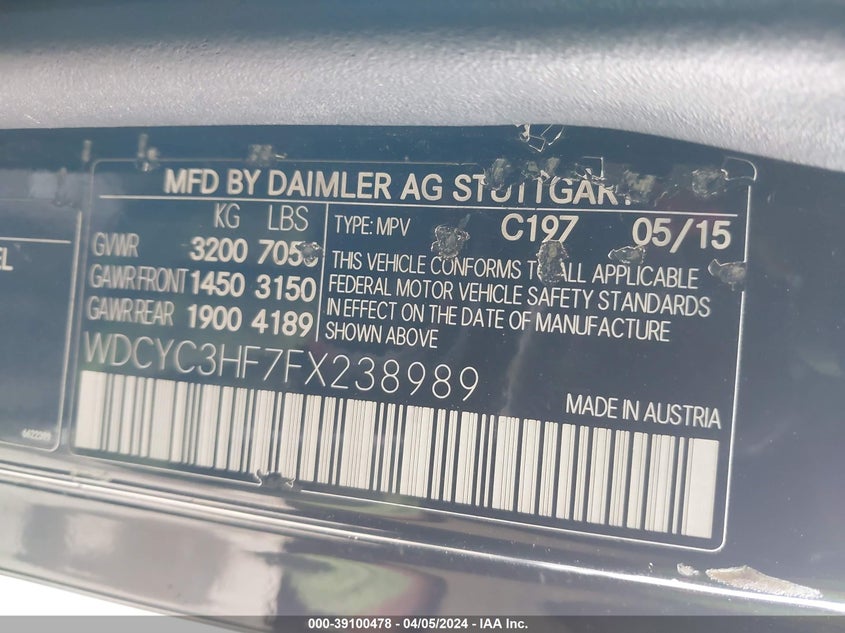 MFD BY DAIMLER AG STUTTGART
KG LBS
GVWR 3200
GAWR FRONT 1450 3150
GAWR REAR 1900 4189
TYPE: MPV C197 05/15
THIS VEHICLE CONFORMS TO ALL APPLICABLE
FEDERAL MOTOR VEHICLE SAFETY STANDARDS
IN EFFECT ON THE DATE OF MANUFACTURE
SHOWN ABOVE
WDCYC3HF7FX238989
MADE IN AUSTRIA
000-39100478 - 04/05/2024 - IAA Inc.